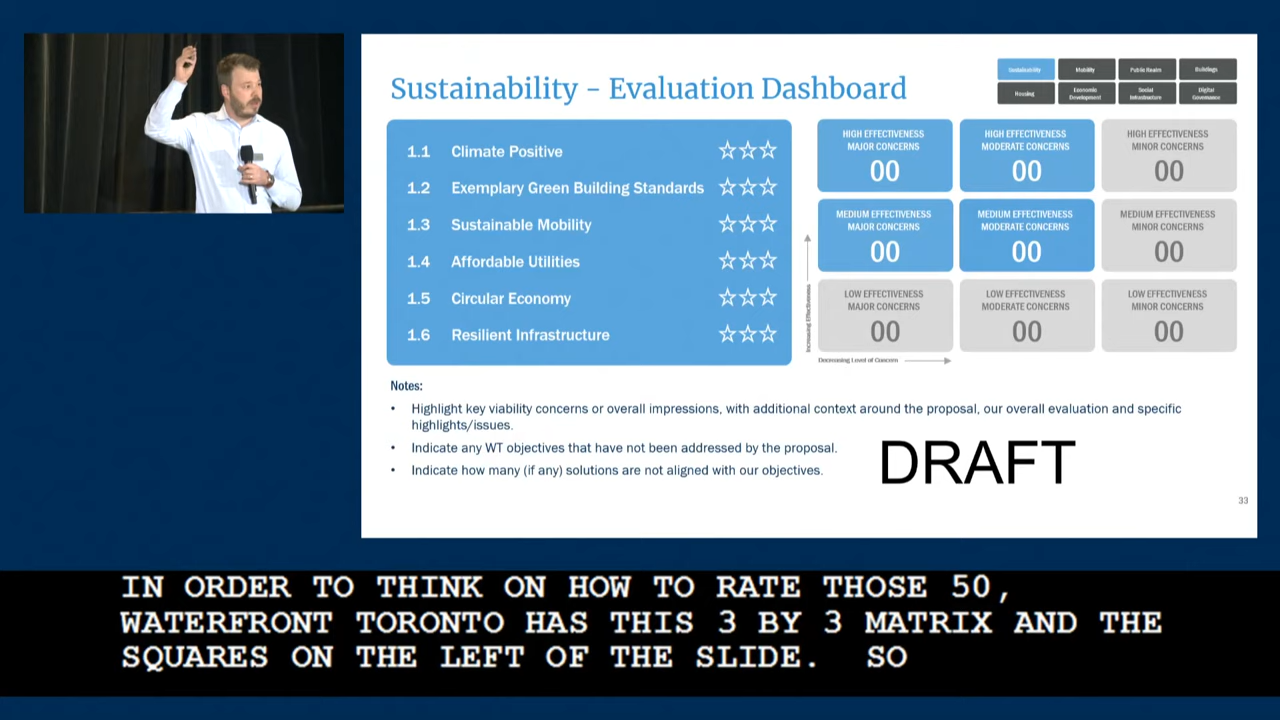 Sustainability - Evaluation Dashboard
Sustainability
Mobility
Public Realm
Buildings
Housing
Economic
Development
Social
Infrastructure
Digital
Governance
1.1 Climate Positive
1.2 Exemplary Green Building Standards
1.3 Sustainable Mobility
1.4 Affordable Utilities
1.5 Circular Economy
1.6 Resilient Infrastructure
HIGH EFFECTIVENESS
MAJOR CONCERNS
00
HIGH EFFECTIVENESS
MODERATE CONCERNS
00
HIGH EFFECTIVENESS
MINOR CONCERNS
00
MEDIUM EFFECTIVENESS
MAJOR CONCERNS
00
MEDIUM EFFECTIVENESS
MODERATE CONCERNS
00
MEDIUM EFFECTIVENESS
MINOR CONCERNS
00
LOW EFFECTIVENESS
MAJOR CONCERNS
00
LOW EFFECTIVENESS
MODERATE CONCERNS
00
LOW EFFECTIVENESS
MINOR CONCERNS
00
Increasing Effectiveness
Decreasing Level of Concern
Notes:
• Highlight key viability concerns or overall impressions, with additional context around the proposal, our overall evaluation and specific
highlights/issues.
• Indicate any WT objectives that have not been addressed by the proposal.
• Indicate how many (if any) solutions are not aligned with our objectives.
DRAFT
33
IN ORDER TO THINK ON HOW TO RATE THOSE 50,
WATERFRONT TORONTO HAS THIS 3 BY 3 MATRIX AND THE
SQUARES ON THE LEFT OF THE SLIDE. SO